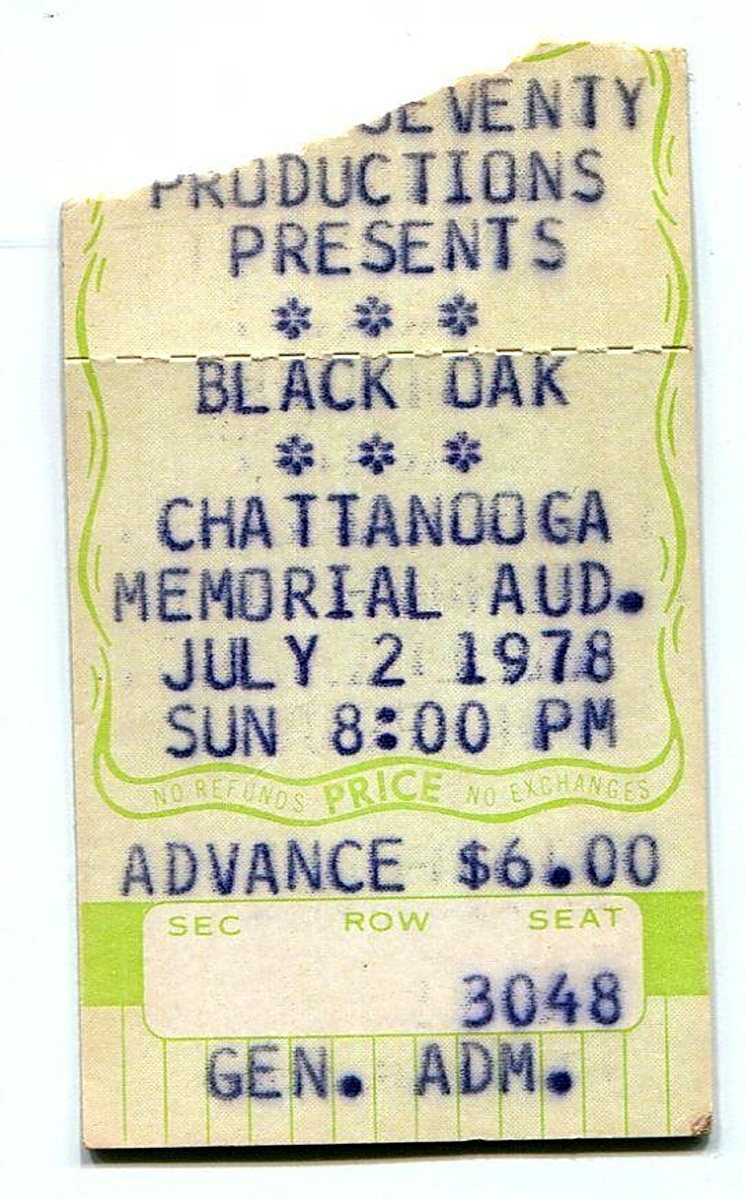 SEVENTY
PRODUCTIONS
PRESENTS
* * *
BLACK OAK
* * *
CHATTANOOGA
MEMORIAL AUD.
JULY 2 1978
SUN 8:00 PM
NO REFUNDS PRICE NO EXCHANGES
ADVANCE $6.00
SEC ROW SEAT
3048
GEN. ADM.